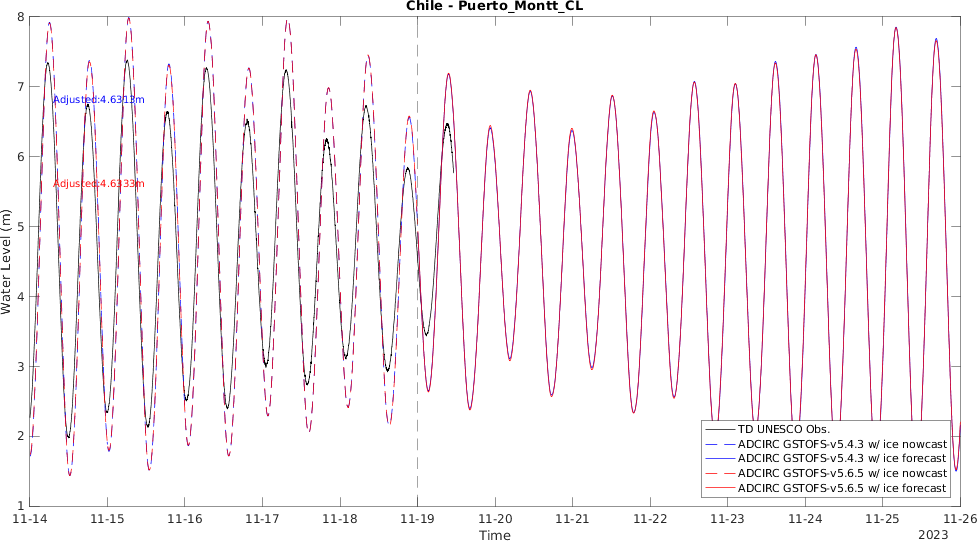 Chile - Puerto_Montt_CL
8
7
6
5
4
3
2
1
Water Level (m)
Adjusted:4.6313m
Adjusted:4.6333m
TD UNESCO Obs.
ADCIRC GSTOFS-v5.4.3 w/ ice nowcast
ADCIRC GSTOFS-v5.4.3 w/ ice forecast
ADCIRC GSTOFS-v5.6.5 w/ ice nowcast
ADCIRC GSTOFS-v5.6.5 w/ ice forecast
11-14 11-15 11-16 11-17 11-18 11-19 11-20 11-21 11-22 11-23 11-24 11-25 11-26
Time
2023